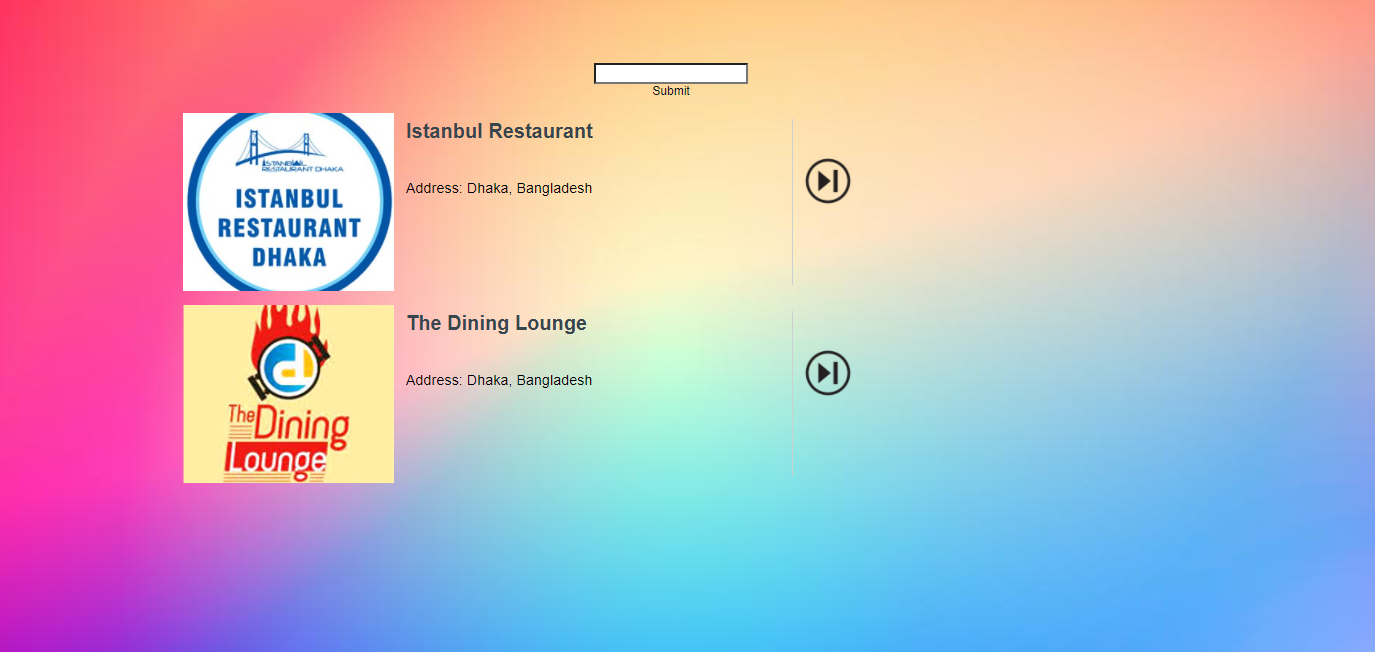 Submit
ISTANBUL
RESTAURANT DHAKA
ISTANBUL
RESTAURANT
DHAKA
Istanbul Restaurant
Address: Dhaka, Bangladesh
The Dining
Lounge
The Dining Lounge
Address: Dhaka, Bangladesh